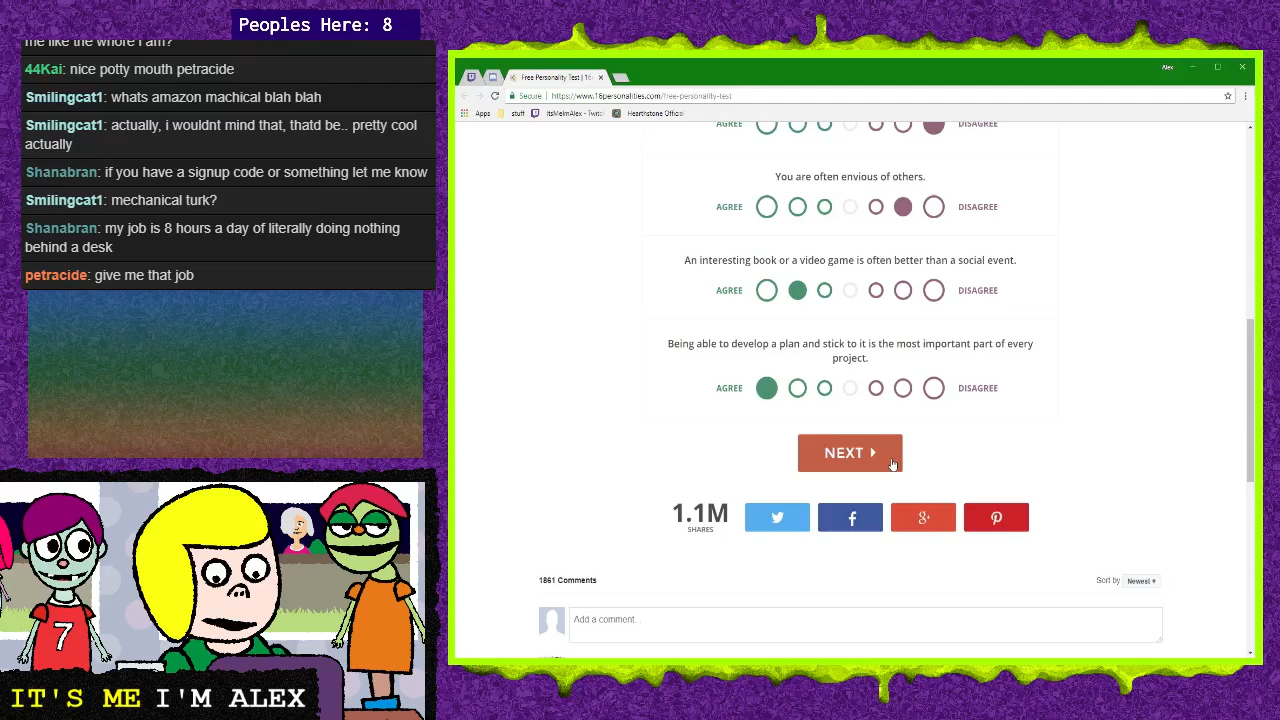 Peoples Here: 8
me like the whore I am?
44Kai: nice potty mouth petracide
Smilingcat1: whats amazon machical blah blah
Smilingcat1: actually, i wouldnt mind that, thatd be.. pretty cool
actually
Shanabran: if you have a signup code or something let me know
Smilingcat1: mechanical turk?
Shanabran: my job is 8 hours a day of literally doing nothing
behind a desk
petracide: give me that job
7
IT'S ME I'M ALEX
Free Personality Test | 16
Alex
Secure
https://www.16personalities.com/free-personality-test
Apps stuff ItsMeImAlex - Twitch Hearthstone Official
AGREE DISAGREE
You are often envious of others.
AGREE DISAGREE
An interesting book or a video game is often better than a social event.
AGREE DISAGREE
Being able to develop a plan and stick to it is the most important part of every
project.
AGREE DISAGREE
NEXT
1.1M
SHARES
1861 Comments
Sort by Newest
Add a comment...